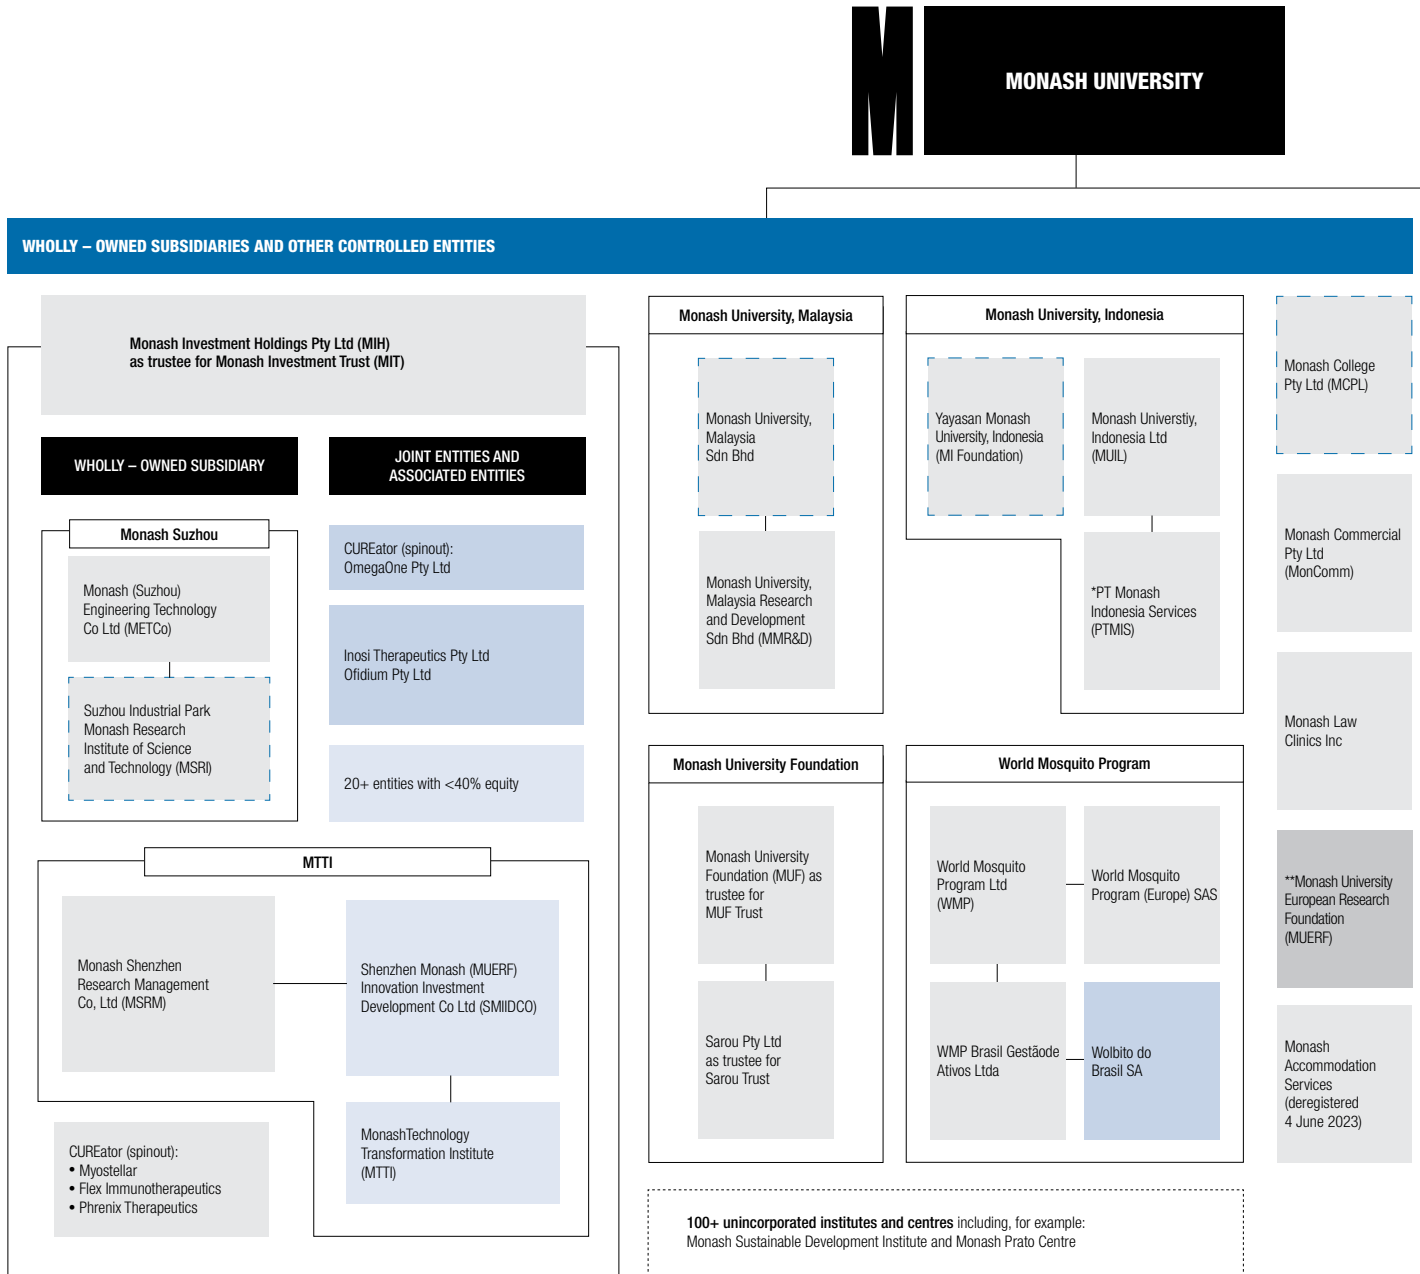 M
MONASH UNIVERSITY
WHOLLY – OWNED SUBSIDIARIES AND OTHER CONTROLLED ENTITIES
Monash Investment Holdings Pty Ltd (MIH)
as trustee for Monash Investment Trust (MIT)
WHOLLY – OWNED SUBSIDIARY
Monash Suzhou
Monash (Suzhou)
Engineering Technology
Co Ltd (METCo)
Suzhou Industrial Park
Monash Research
Institute of Science
and Technology (MSRI)
JOINT ENTITIES AND
ASSOCIATED ENTITIES
CUREator (spinout):
OmegaOne Pty Ltd
Inosi Therapeutics Pty Ltd
Ofidium Pty Ltd
20+ entities with <40% equity
MTTI
Monash Shenzhen
Research Management
Co, Ltd (MSRM)
Shenzhen Monash (MUERF)
Innovation Investment
Development Co Ltd (SMIIDCO)
MonashTechnology
Transformation Institute
(MTTI)
CUREator (spinout):
• Myostellar
• Flex Immunotherapeutics
• Phrenix Therapeutics
Monash University, Malaysia
Monash University,
Malaysia
Sdn Bhd
Monash University,
Malaysia Research
and Development
Sdn Bhd (MMR&D)
Monash University, Indonesia
Yayasan Monash
University, Indonesia
(MI Foundation)
Monash Universtiy,
Indonesia Ltd
(MUIL)
*PT Monash
Indonesia Services
(PTMIS)
Monash University Foundation
Monash University
Foundation (MUF) as
trustee for
MUF Trust
Sarou Pty Ltd
as trustee for
Sarou Trust
World Mosquito Program
World Mosquito
Program Ltd
(WMP)
World Mosquito
Program (Europe) SAS
WMP Brasil Gestãode
Ativos Ltda
Wolbito do
Brasil SA
Monash College
Pty Ltd (MCPL)
Monash Commercial
Pty Ltd
(MonComm)
Monash Law
Clinics Inc
**Monash University
European Research
Foundation
(MUERF)
Monash
Accommodation
Services
(deregistered
4 June 2023)
100+ unincorporated institutes and centres including, for example:
Monash Sustainable Development Institute and Monash Prato Centre